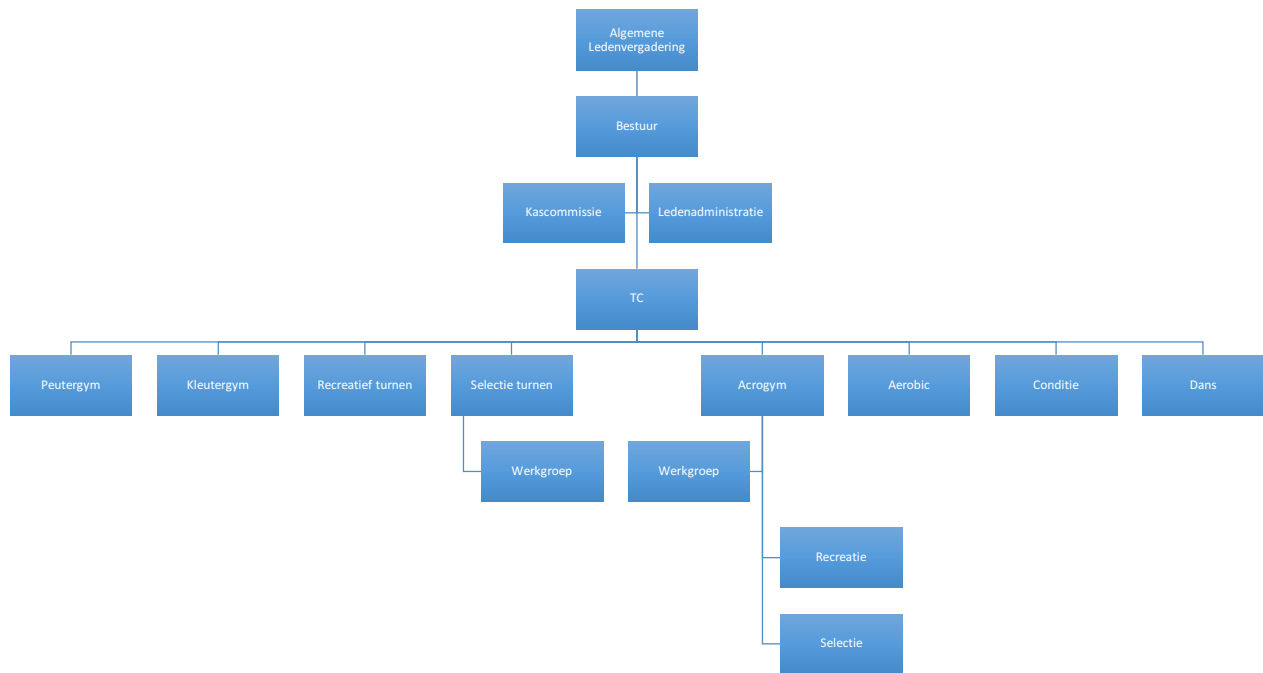 Algemene
Ledenvergadering
Bestuur
Kascommissie
Ledenadministratie
TC
Peutergym
Kleutergym
Recreatief turnen
Selectie turnen
Acrogym
Aerobic
Conditie
Dans
Werkgroep
Werkgroep
Recreatie
Selectie